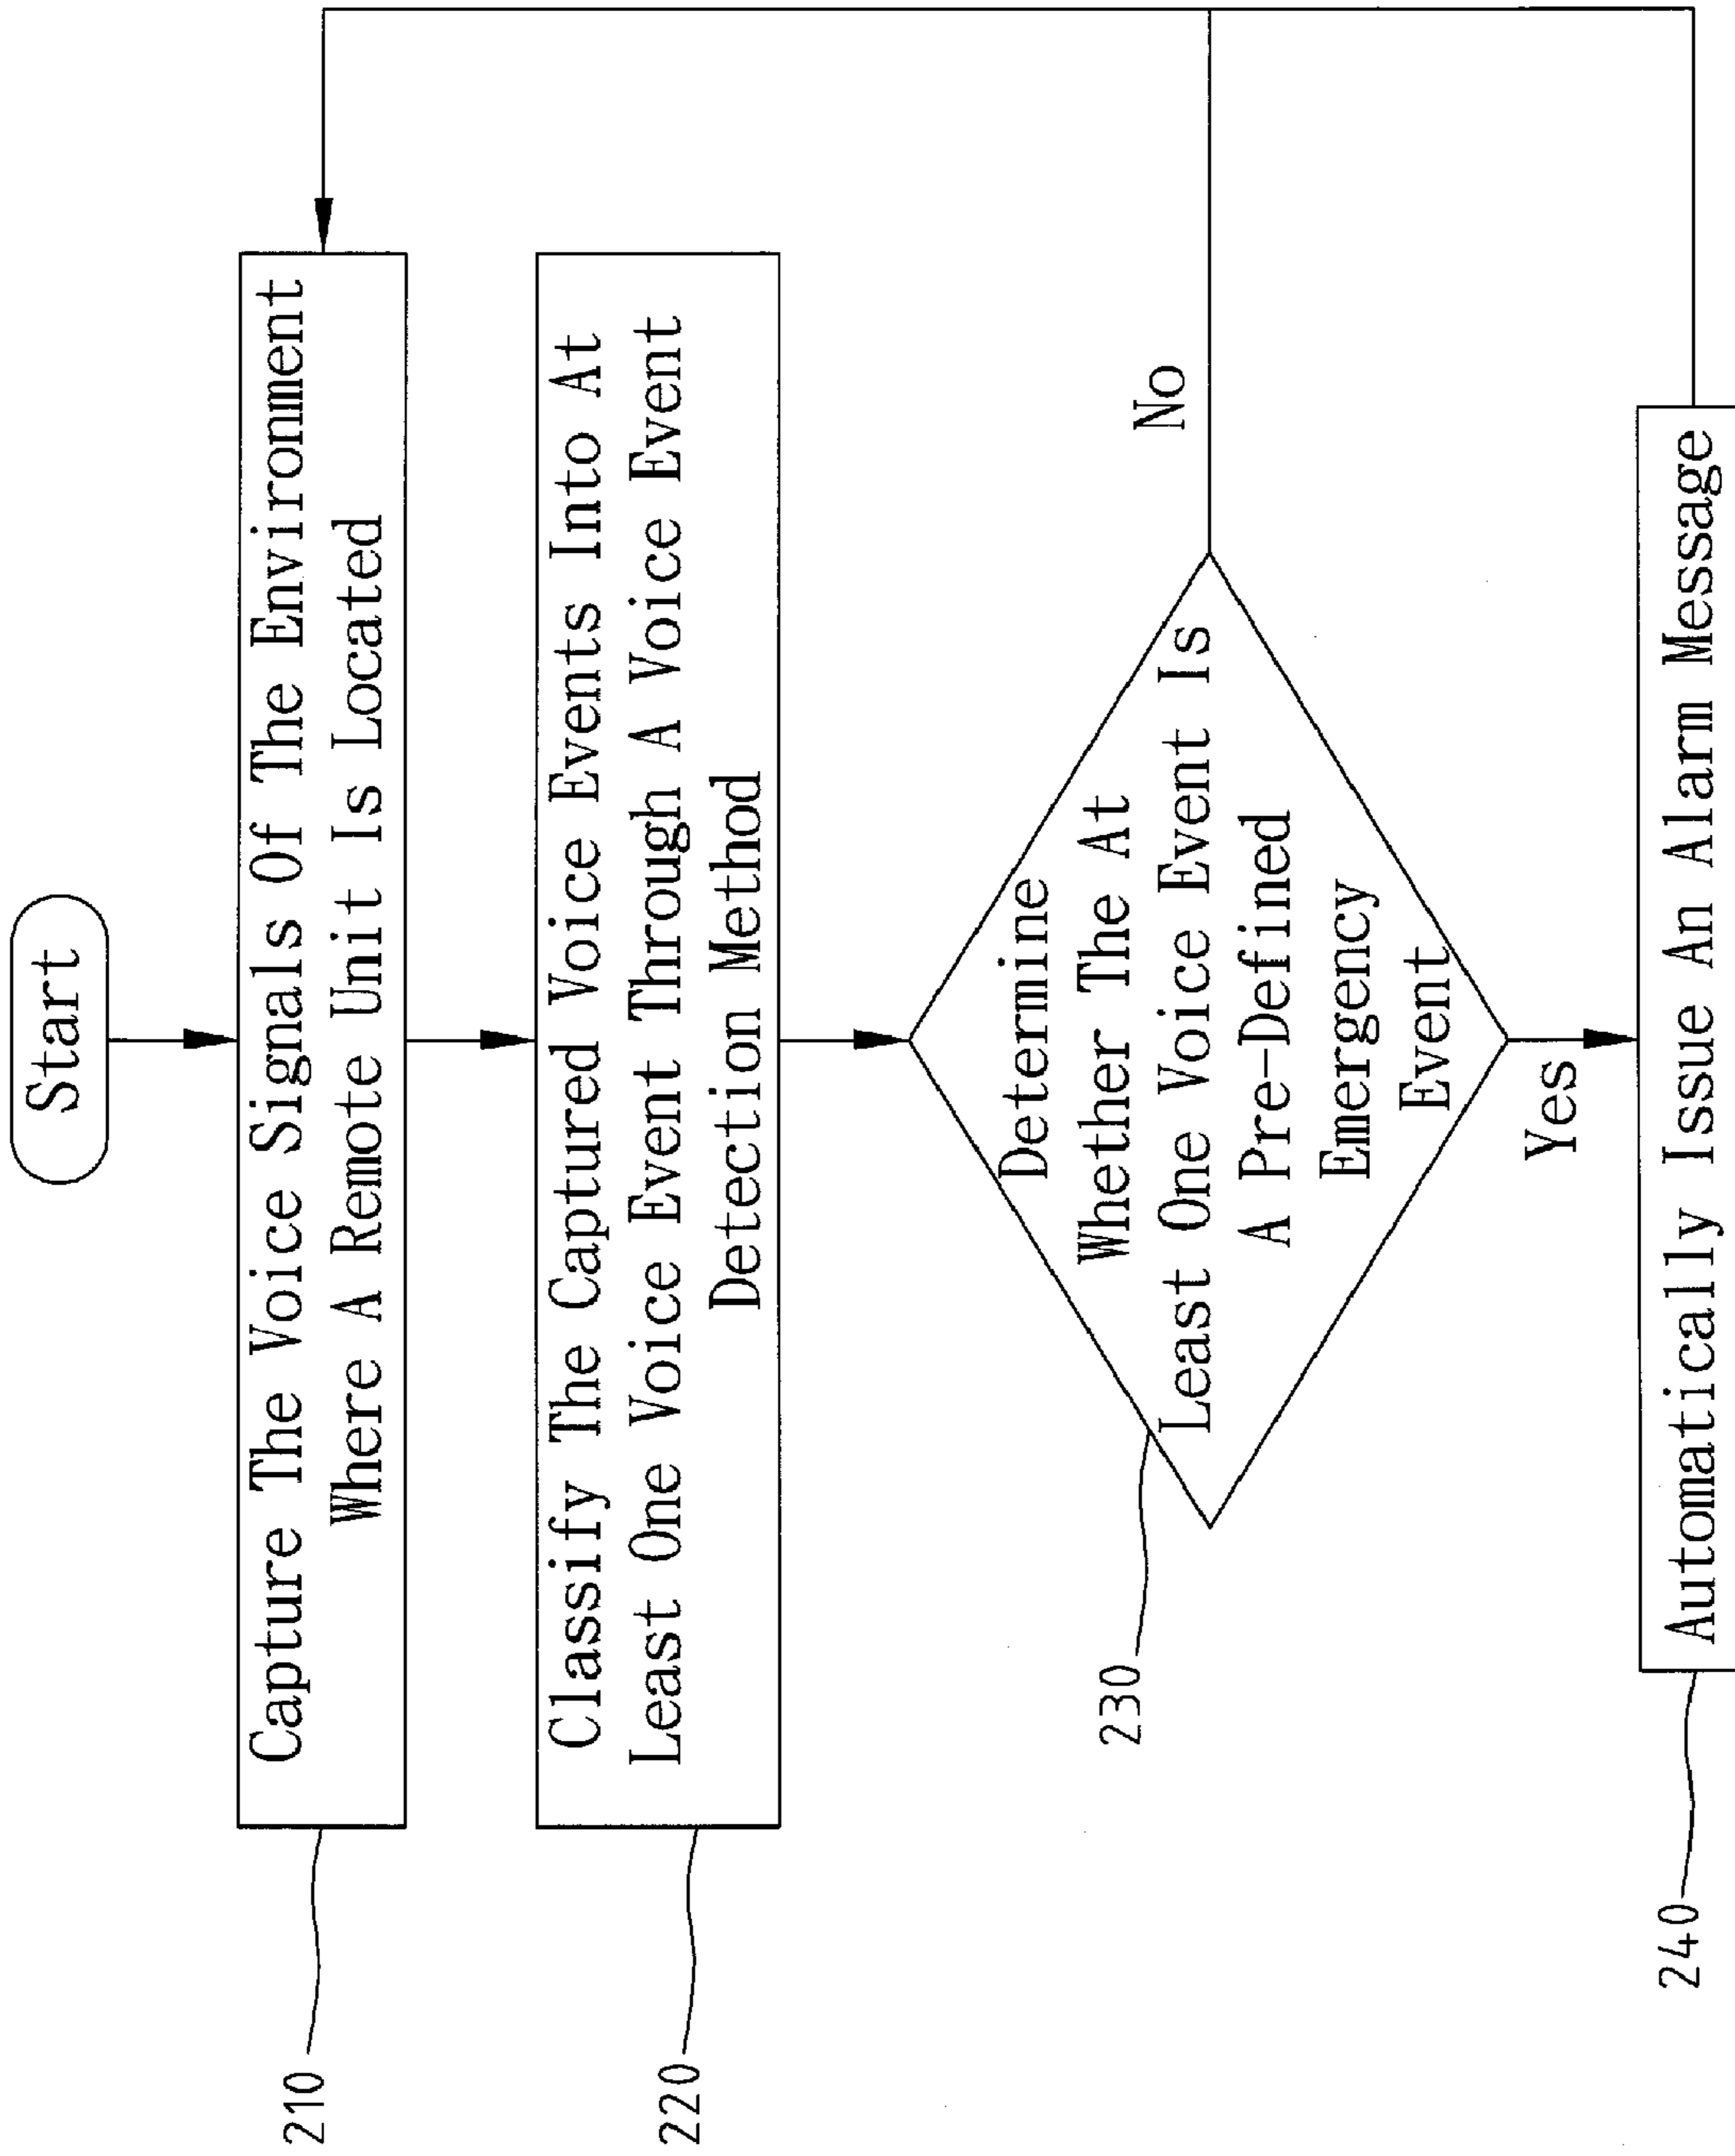 Start
210
Capture The Voice Signals Of The Environment
Where A Remote Unit Is Located
220
Classify The Captured Voice Events Into At
Least One Voice Event Through A Voice Event
Detection Method
230
Determine
Whether The At
Least One Voice Event Is
A Pre-Defined
Emergency
Event
No
Yes
240
Automatically Issue An Alarm Message